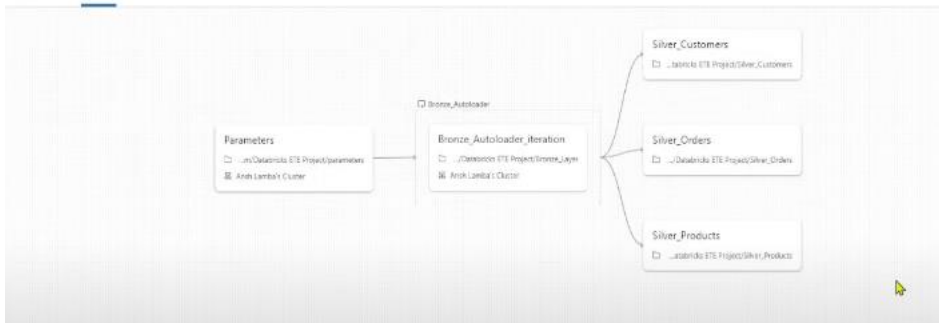 Parameters
...m/Databricks ETE Project/parameters
Ansh Lamba's Cluster
Bronze_Autoloader
Bronze_Autoloader_iteration
.../Databricks ETE Project/Bronze_Layer
Ansh Lamba's Cluster
Silver_Customers
...tabricks ETE Project/Silver_Customers
Silver_Orders
.../Databricks ETE Project/Silver_Orders
Silver_Products
...atabricks ETE Project/Silver_Products